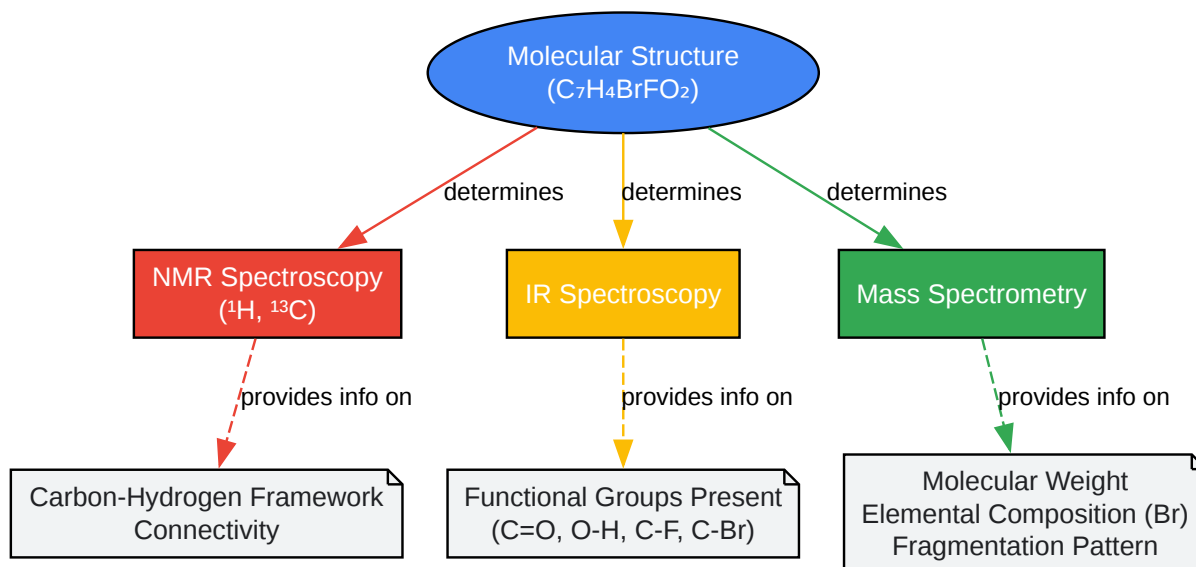 Molecular Structure
(C₇H₄BrFO₂)
determines
determines
determines
NMR Spectroscopy
(¹H, ¹³C)
IR Spectroscopy
Mass Spectrometry
provides info on
provides info on
provides info on
Carbon-Hydrogen Framework
Connectivity
Functional Groups Present
(C=O, O-H, C-F, C-Br)
Molecular Weight
Elemental Composition (Br)
Fragmentation Pattern